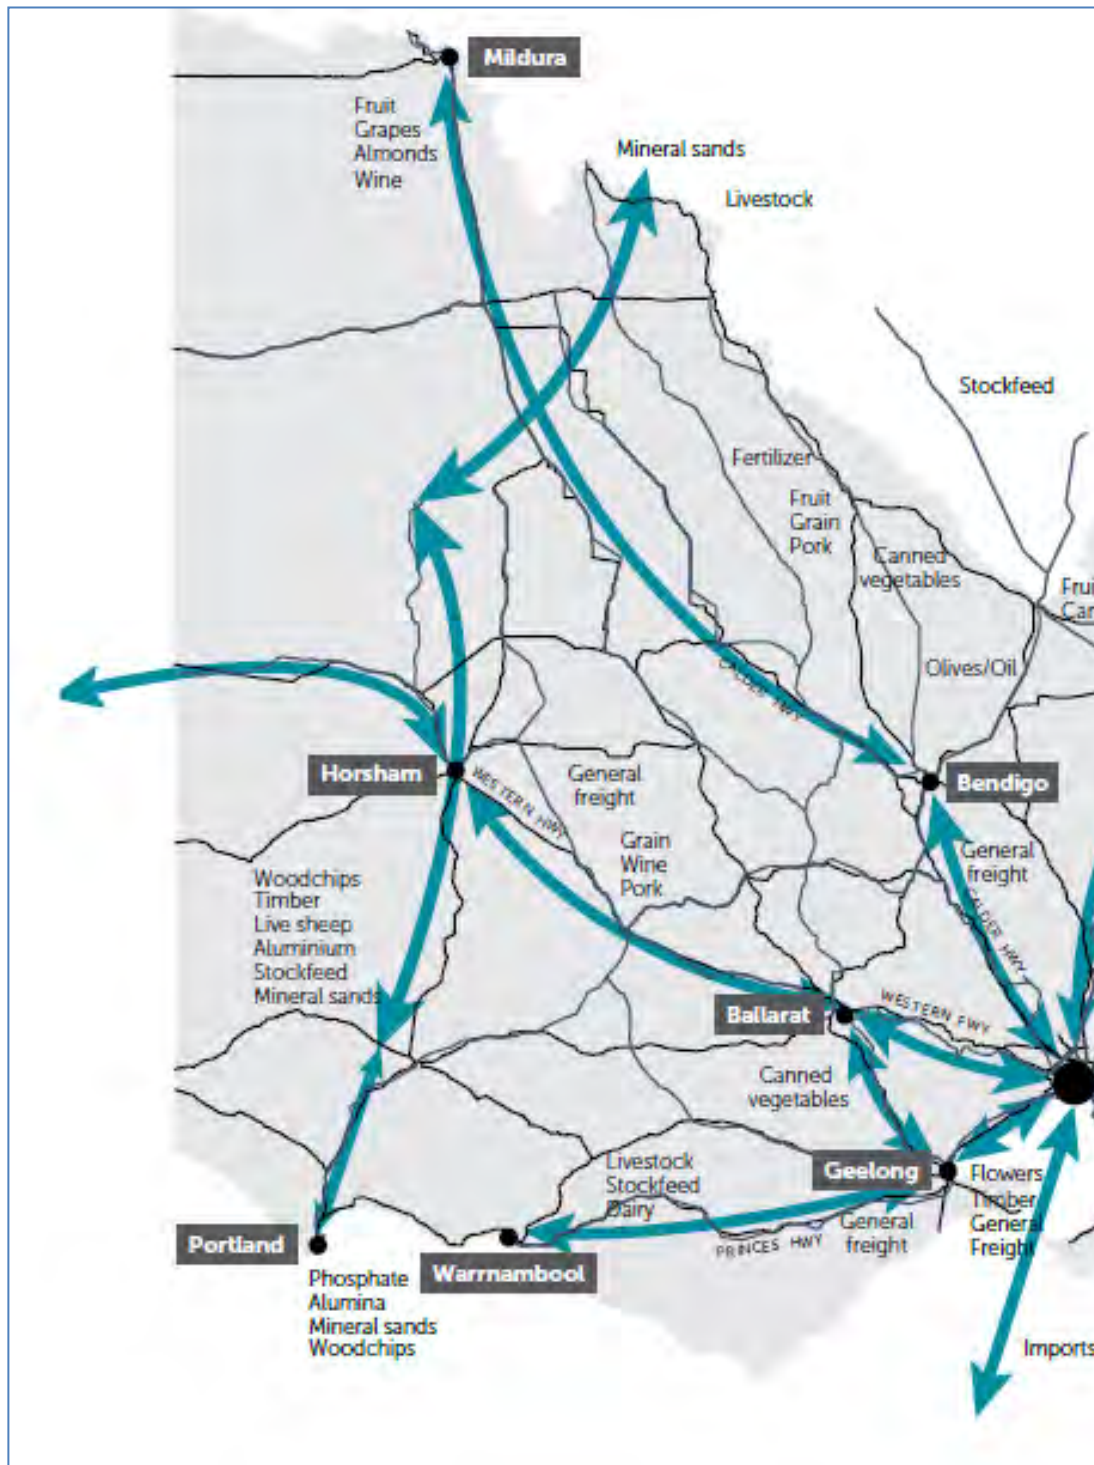 Mildura
Fruit
Grapes
Almonds
Wine
Mineral sands
Livestock
Stockfeed
Fertilizer
Fruit
Grain
Pork
Canned
vegetables
Olives/Oil
CALDER HWY
Horsham
WESTERN HWY
General
freight
Bendigo
Grain
Wine
Pork
General
freight
CALDER HWY
Woodchips
Timber
Live sheep
Aluminium
Stockfeed
Mineral sands
Ballarat
WESTERN FWY
Canned
vegetables
Geelong
Livestock
Stockfeed
Dairy
Flowers
Timber
General
Freight
General
freight
PRINCES HWY
Portland
Warrnambool
Phosphate
Alumina
Mineral sands
Woodchips
Imports